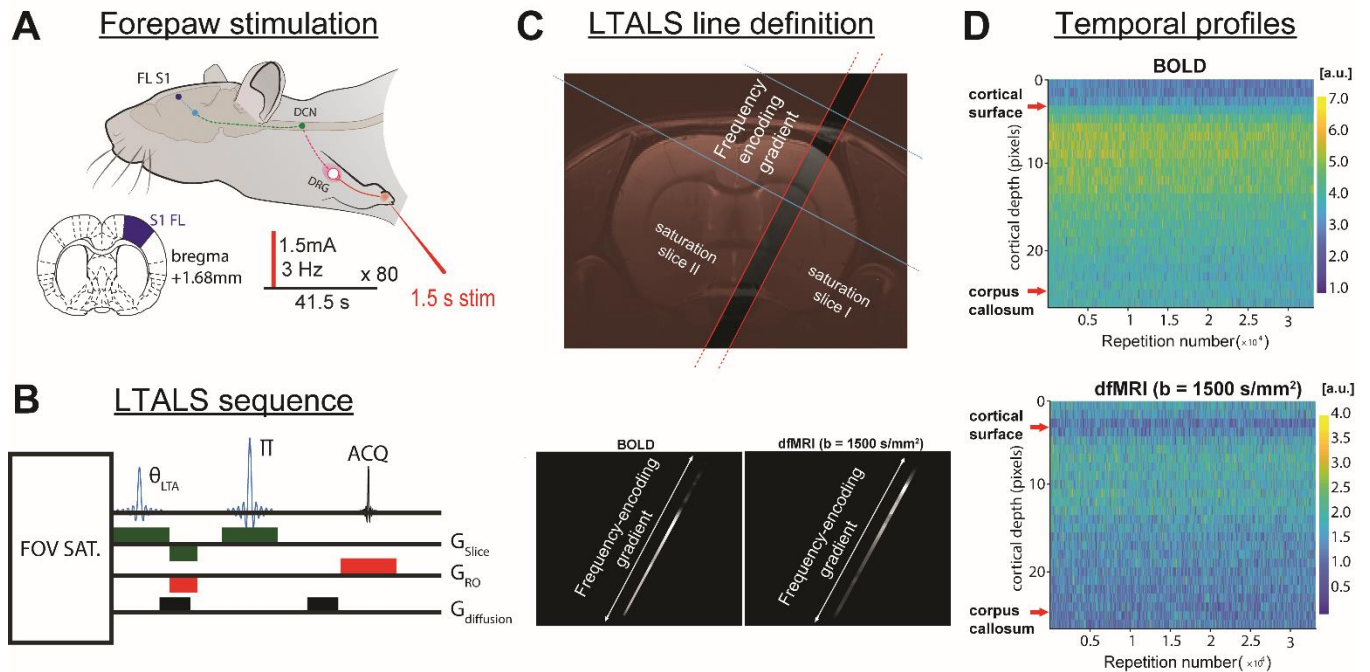 A Forepaw stimulation
FL S1
DCN
DRG
S1 FL
bregma
+1.68mm
1.5mA
3 Hz
x 80
41.5 s
1.5 s stim
B LTALS sequence
FOV SAT.
θLTA
Π
ACQ
GSlice
GRO
Gdiffusion
C LTALS line definition
Frequency
encoding
gradient
saturation
slice II
saturation
slice I
BOLD
Frequency-encoding
gradient
dfMRI (b = 1500 s/mm²)
Frequency-encoding
gradient
D Temporal profiles
BOLD
[a.u.]
cortical
surface
corpus
callosum
cortical depth (pixels)
0
10
20
0.5 1 1.5 2 2.5 3
Repetition number(×10⁴)
7.0
6.0
5.0
4.0
3.0
2.0
1.0
dfMRI (b = 1500 s/mm²)
[a.u.]
cortical
surface
corpus
callosum
cortical depth (pixels)
0
10
20
0.5 1 1.5 2 2.5 3
Repetition number (×10⁴)
4.0
3.5
3.0
2.5
2.0
1.5
1.0
0.5